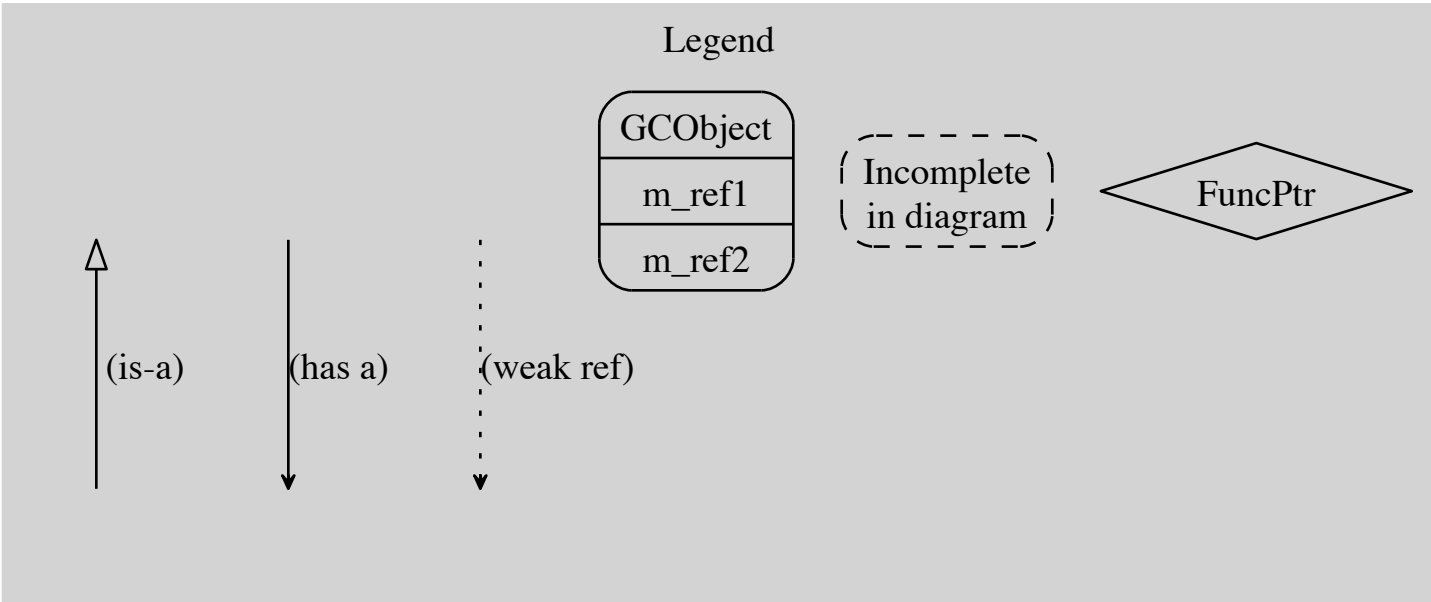 Legend
GCObject
m_ref1
m_ref2
Incomplete
in diagram
FuncPtr
(is-a)
(has a)
(weak ref)